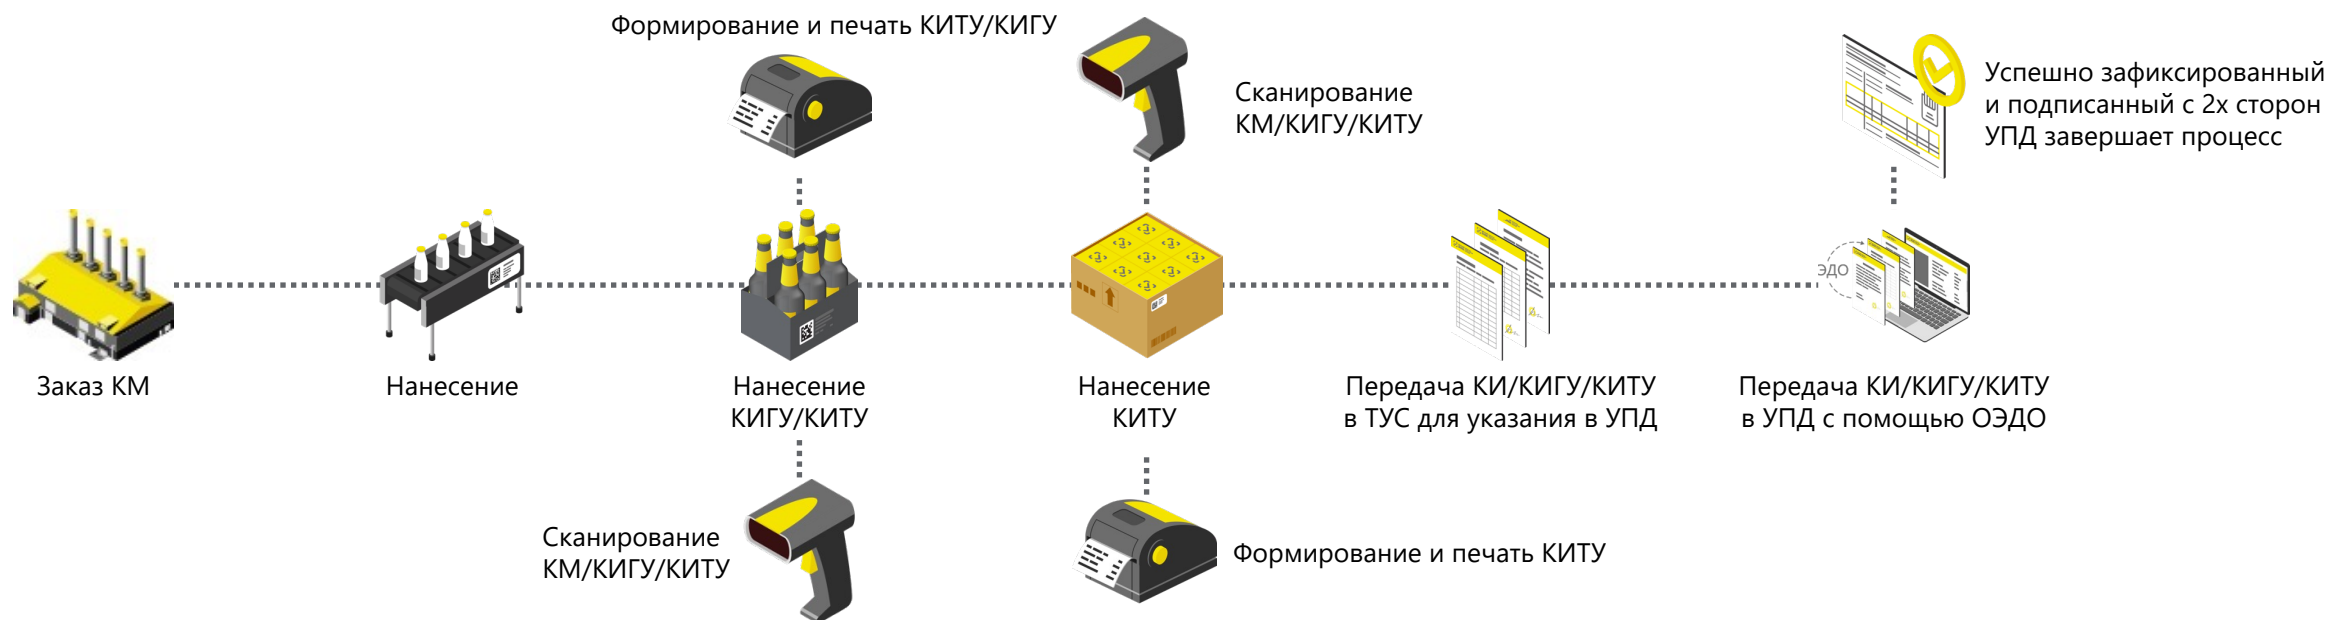 Формирование и печать КИТУ/КИГУ
Сканирование
КМ/КИГУ/КИТУ
Успешно зафиксированный
и подписанный с 2х сторон
УПД завершает процесс
ЭДО
Заказ КМ
Нанесение
Нанесение
КИГУ/КИТУ
Нанесение
КИТУ
Передача КИ/КИГУ/КИТУ
в ТУС для указания в УПД
Передача КИ/КИГУ/КИТУ
в УПД с помощью ОЭДО
Сканирование
КМ/КИГУ/КИТУ
Формирование и печать КИТУ